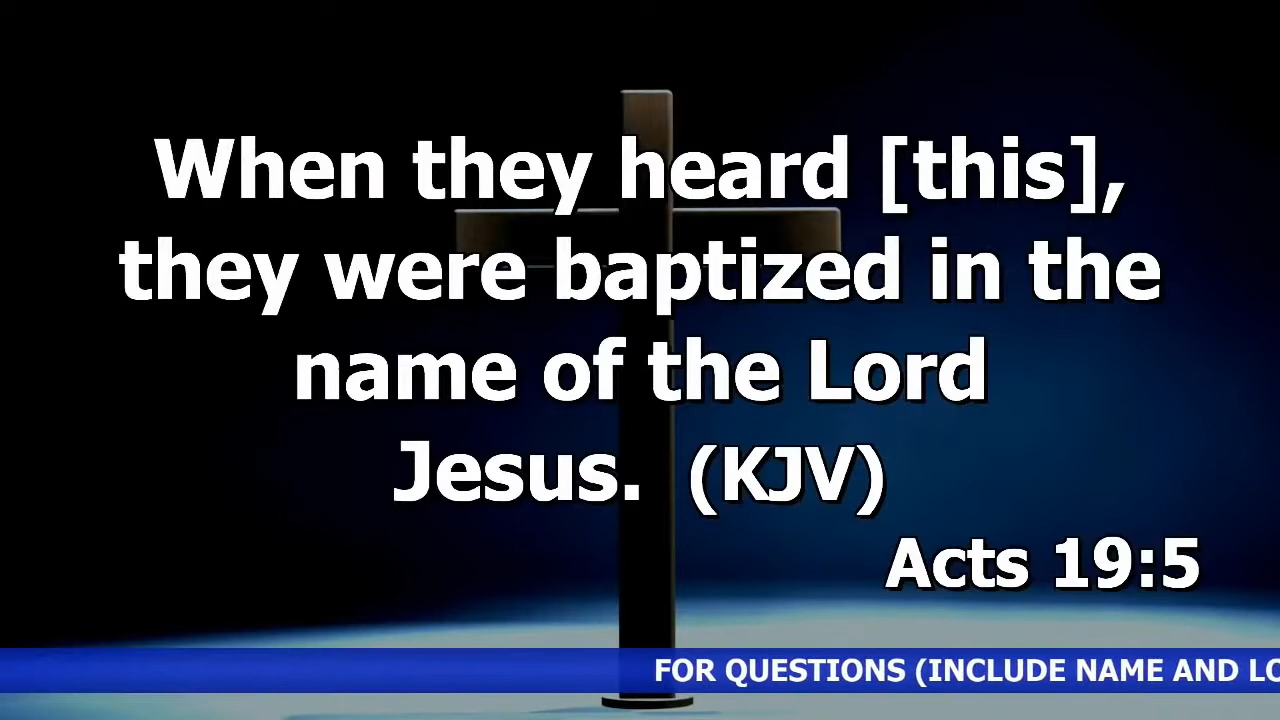 When they heard [this],
they were baptized in the
name of the Lord
Jesus. (KJV)
Acts 19:5
FOR QUESTIONS (INCLUDE NAME AND